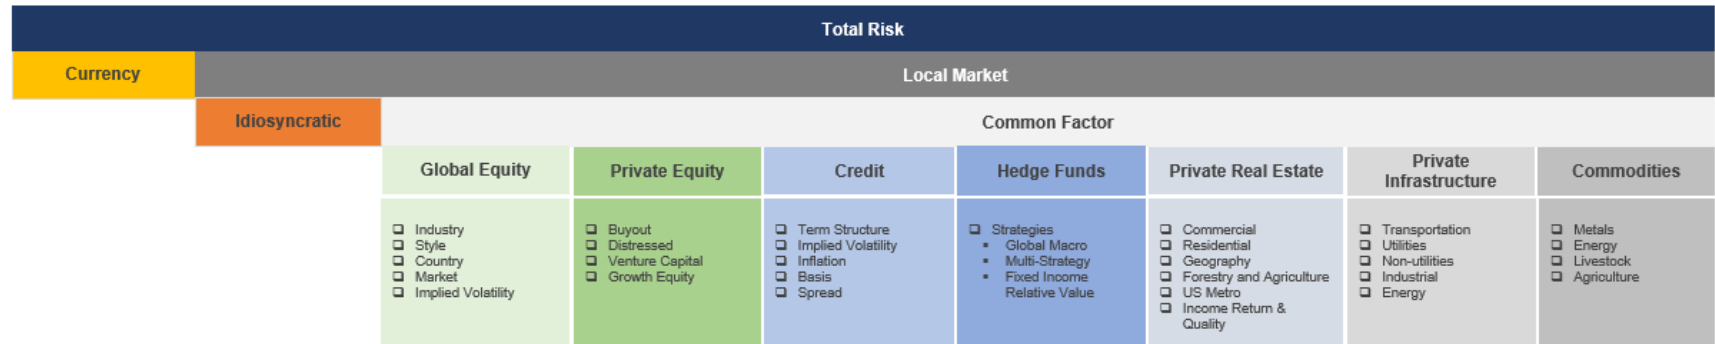 Total Risk
Currency
Local Market
Idiosyncratic
Common Factor
Global Equity
Private Equity
Credit
Hedge Funds
Private Real Estate
Private
Infrastructure
Commodities
Industry
Style
Country
Market
Implied Volatility
Buyout
Distressed
Venture Capital
Growth Equity
Term Structure
Implied Volatility
Inflation
Basis
Spread
Strategies
Global Macro
Multi-Strategy
Fixed Income
Relative Value
Commercial
Residential
Geography
Forestry and Agriculture
US Metro
Income Return &
Quality
Transportation
Utilities
Non-utilities
Industrial
Energy
Metals
Energy
Livestock
Agriculture